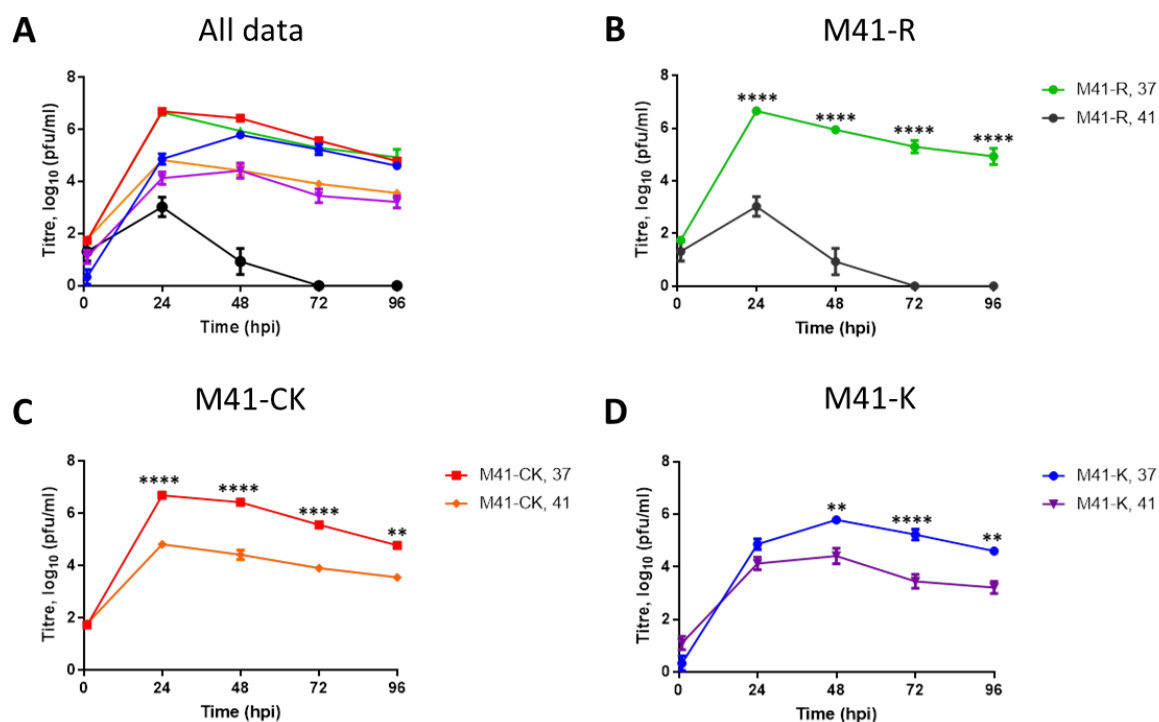 A
All data
8
6
4
2
0
Titre, log10 (pfu/ml)
0 24 48 72 96
Time (hpi)
B
M41-R
8
6
4
2
0
Titre, log10 (pfu/ml)
**** **** **** ****
M41-R, 37
M41-R, 41
0 24 48 72 96
Time (hpi)
C
M41-CK
8
6
4
2
0
Titre, log10 (pfu/ml)
**** **** **** **
M41-CK, 37
M41-CK, 41
0 24 48 72 96
Time (hpi)
D
M41-K
8
6
4
2
0
Titre, log10 (pfu/ml)
** **** **
M41-K, 37
M41-K, 41
0 24 48 72 96
Time (hpi)